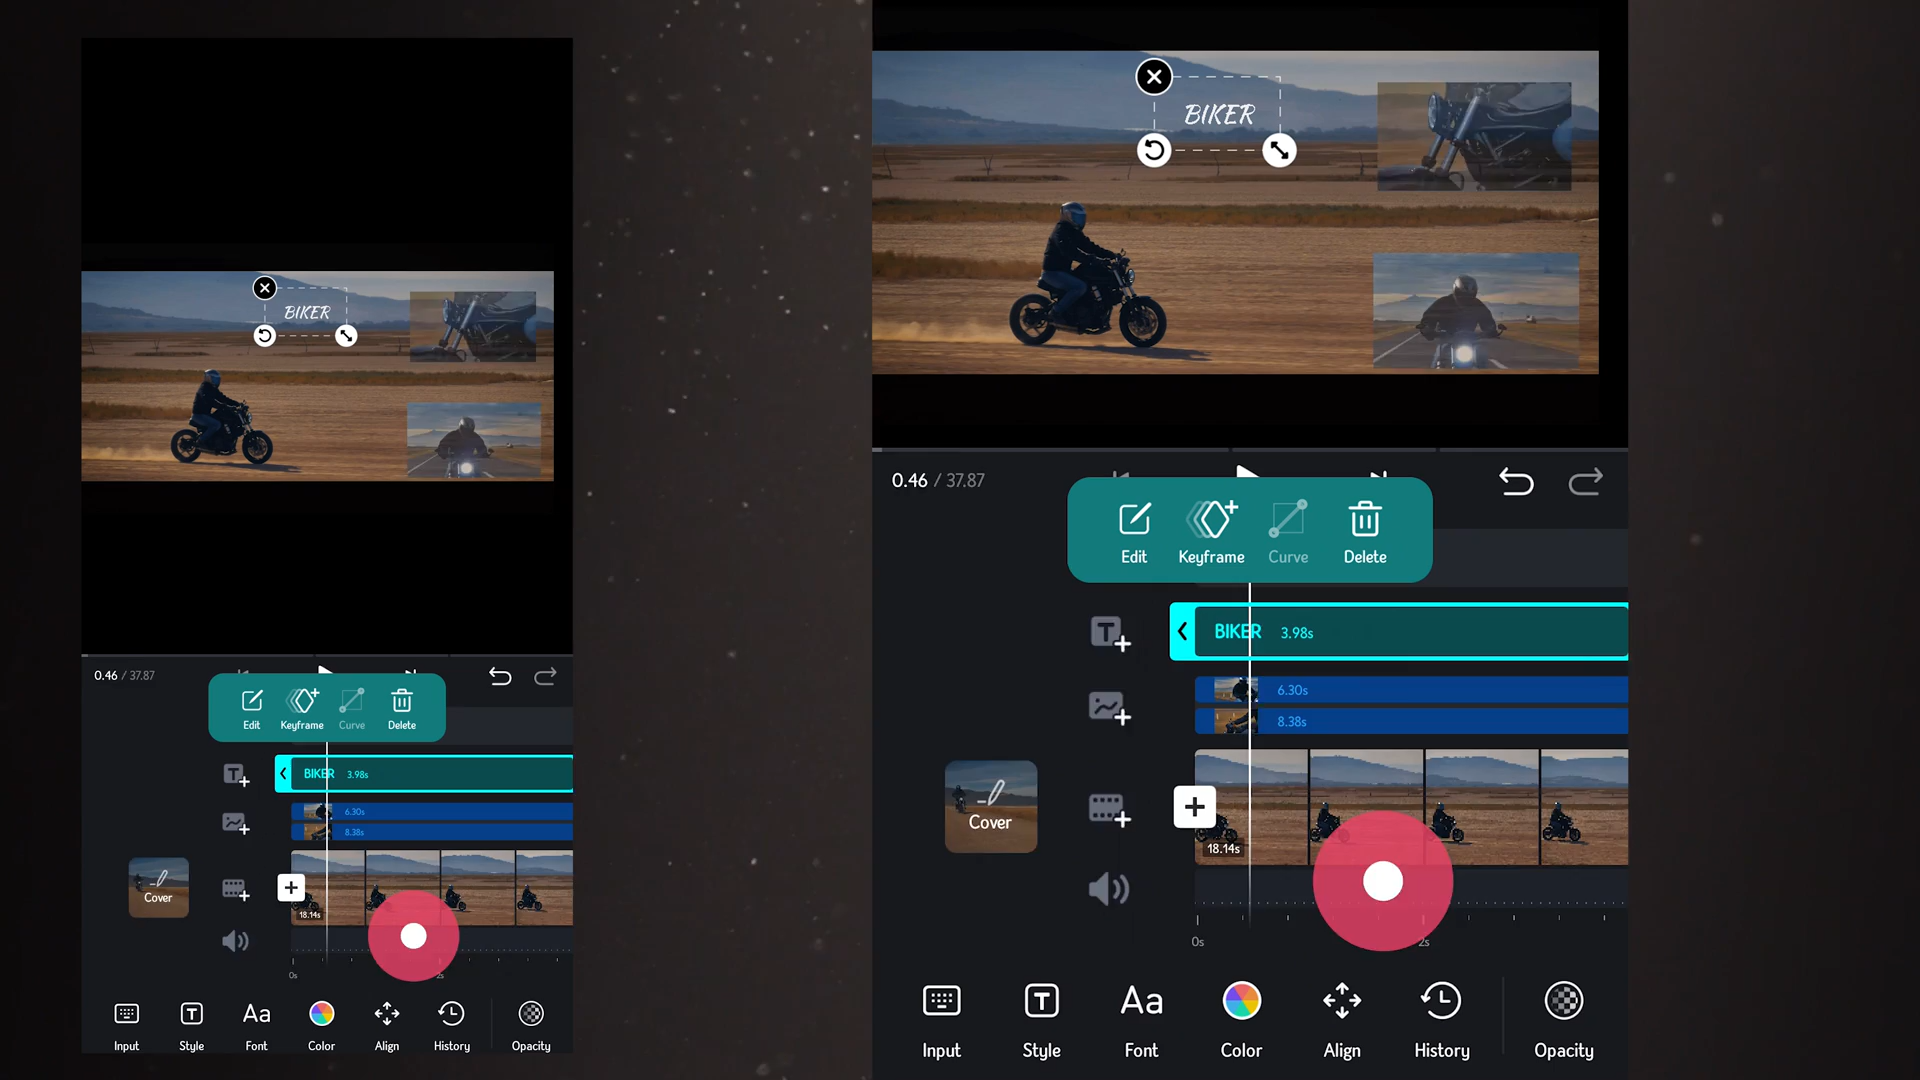 BIKER
0.46 / 37.87
Edit Keyframe Curve Delete
BIKER 3.98s
6.30s
8.38s
Cover
18.14s
0s 2s
Input Style Font Color Align History Opacity
BIKER
0.46 / 37.87
Edit Keyframe Curve Delete
BIKER 3.98s
6.30s
8.38s
Cover
18.14s
0s 2s
Input Style Font Color Align History Opacity